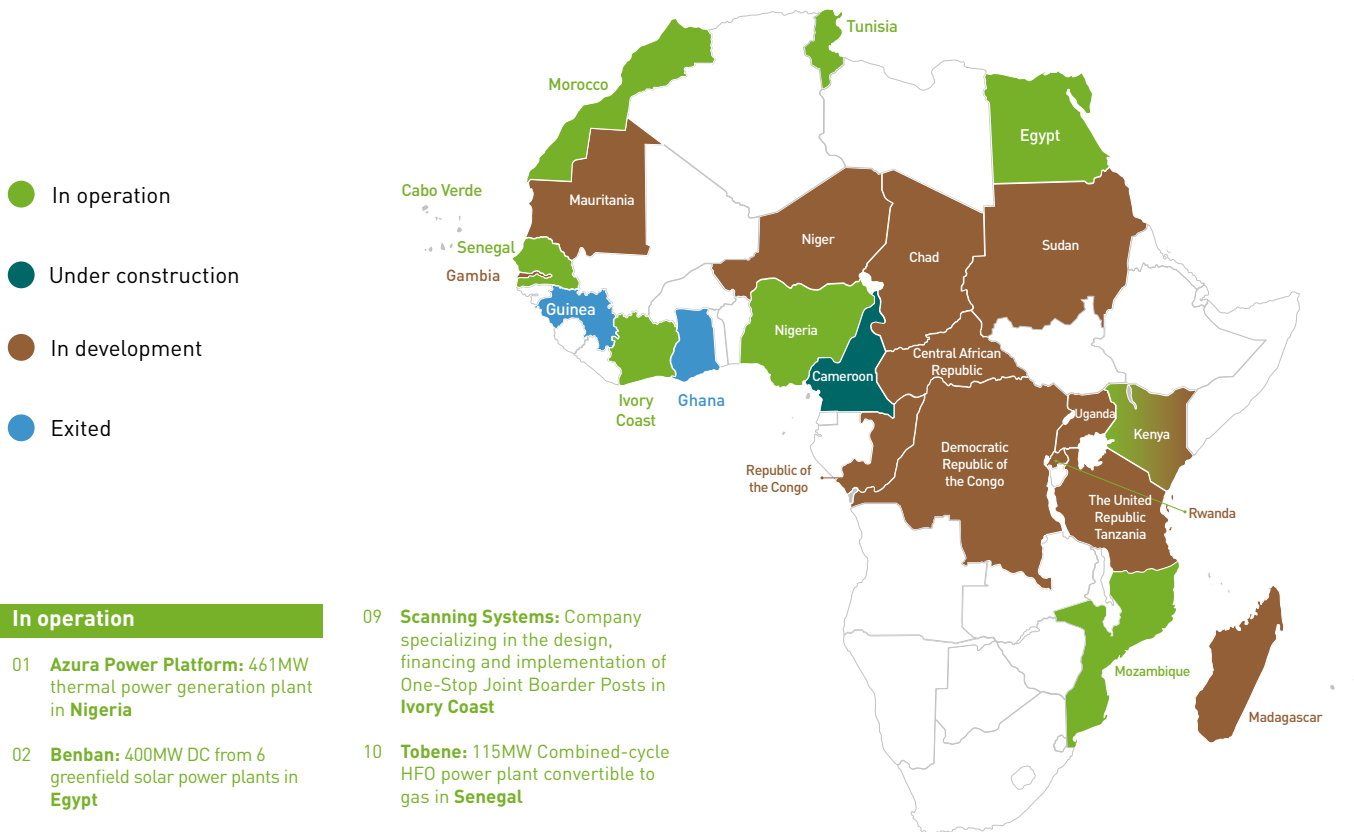 In operation
Under construction
In development
Exited
Tunisia
Morocco
Egypt
Cabo Verde
Mauritania
Niger
Chad
Sudan
Senegal
Gambia
Guinea
Nigeria
Central African
Republic
Cameroon
Ivory
Coast
Ghana
Uganda
Kenya
Democratic
Republic of
the Congo
Republic of
the Congo
The United
Republic
Tanzania
Rwanda
Mozambique
Madagascar
In operation
01 Azura Power Platform: 461MW
thermal power generation plant
in Nigeria
02 Benban: 400MW DC from 6
greenfield solar power plants in
Egypt
09 Scanning Systems: Company
specializing in the design,
financing and implementation of
One-Stop Joint Boarder Posts in
Ivory Coast
10 Tobene: 115MW Combined-cycle
HFO power plant convertible to
gas in Senegal